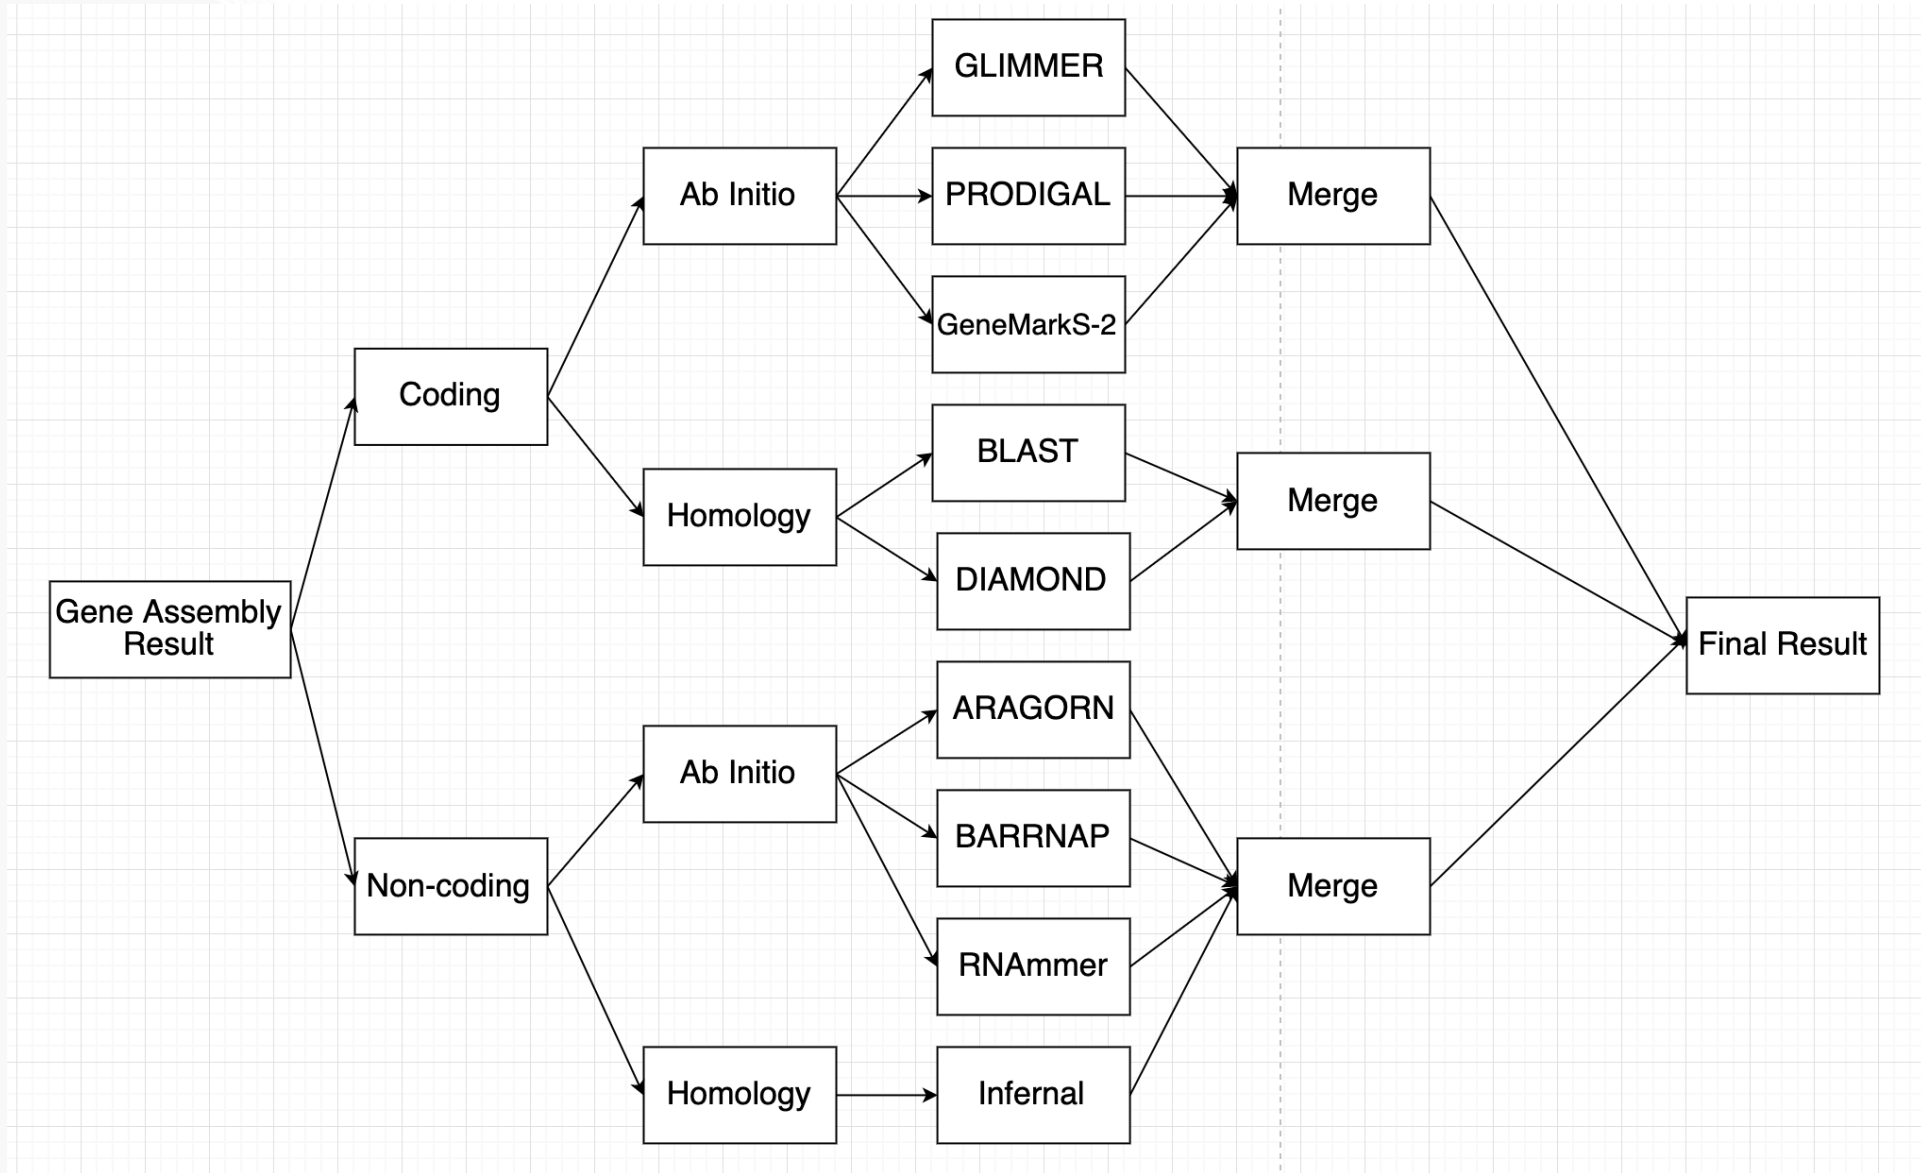 GLIMMER
Ab Initio
PRODIGAL
Merge
GeneMarkS-2
Coding
BLAST
Homology
Merge
DIAMOND
Gene Assembly
Result
Final Result
ARAGORN
Ab Initio
BARRNAP
Non-coding
Merge
RNAmmer
Homology
Infernal